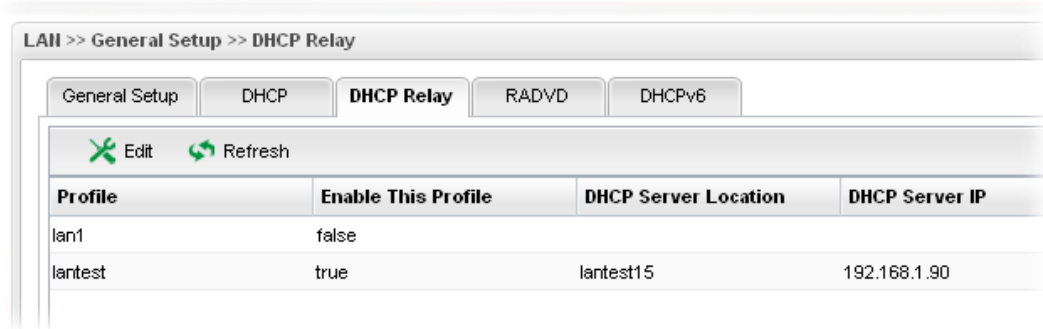 LAN >> General Setup >> DHCP Relay
General Setup DHCP DHCP Relay RADVD DHCPv6
Edit Refresh
Profile Enable This Profile DHCP Server Location DHCP Server IP
lan1 false
lantest true lantest15 192.168.1.90